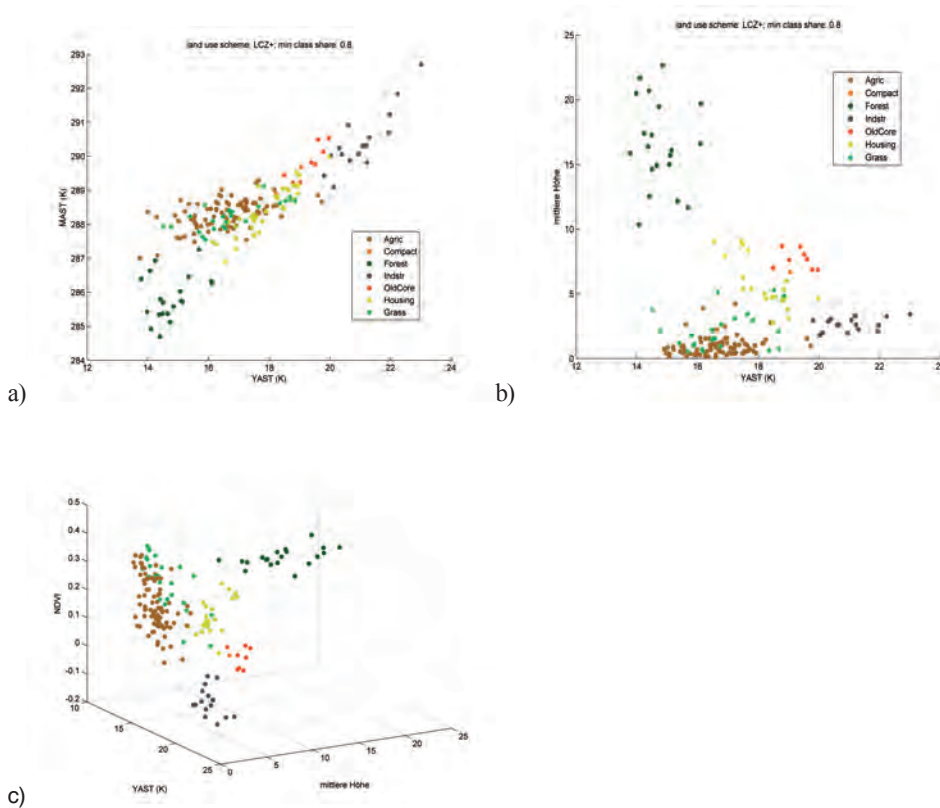 land use scheme: LCZ+; min class share: 0.8
293
292
291
290
289
288
287
286
285
284
12 14 16 18 20 22 24
MAST (K)
YAST (K)
Agric
Compact
Forest
Indstr
OldCore
Housing
Grass
a)
land use scheme: LCZ+; min class share: 0.8
25
20
15
10
5
0
12 14 16 18 20 22 24
mittlere Höhe
YAST (K)
Agric
Compact
Forest
Indstr
OldCore
Housing
Grass
b)
0.5
0.4
0.3
0.2
0.1
0
-0.1
-0.2
NDVI
10 15 20 25
YAST (K)
0 5 10 15 20 25
mittlere Höhe
c)